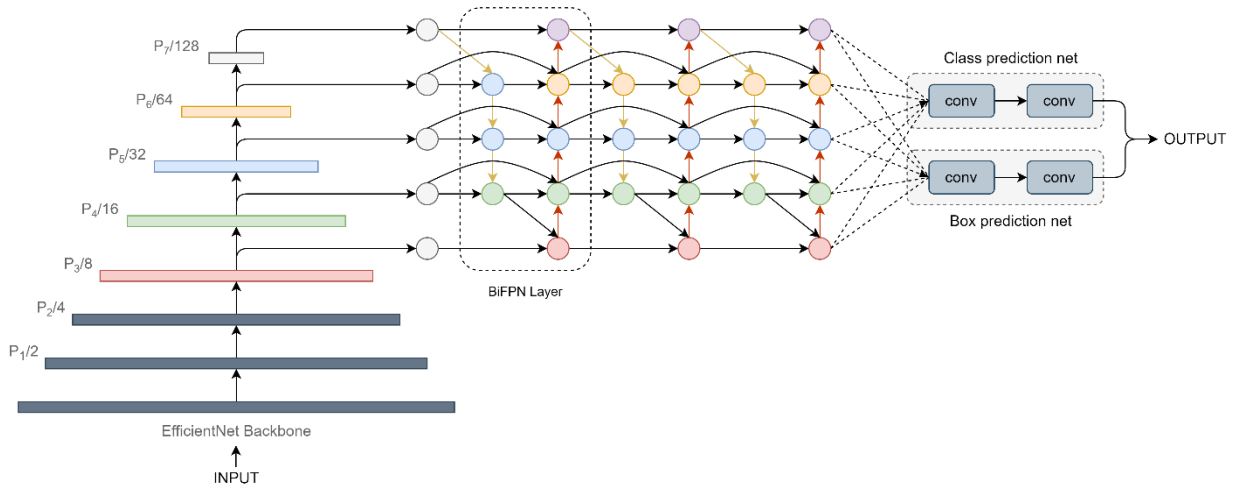 P7/128
P6/64
P5/32
P4/16
P3/8
P2/4
P1/2
EfficientNet Backbone
INPUT
BiFPN Layer
Class prediction net
conv
conv
conv
conv
Box prediction net
OUTPUT